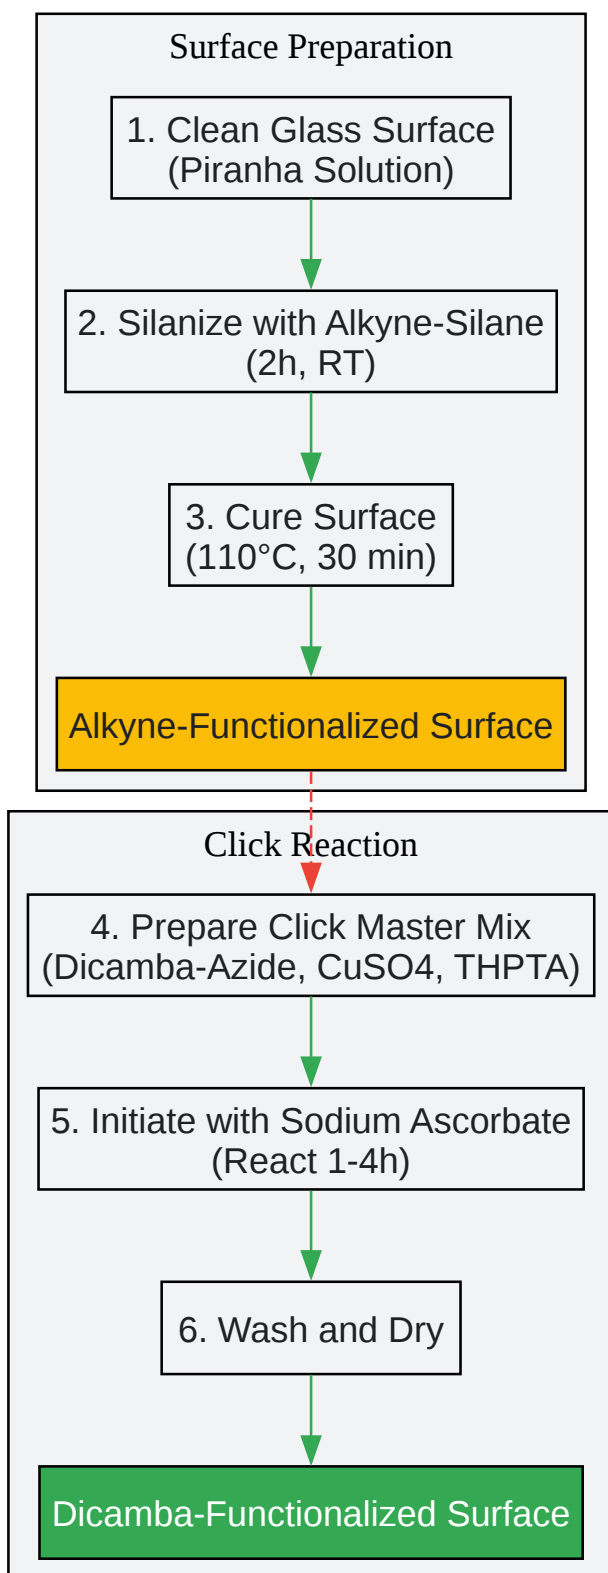 Surface Preparation
1. Clean Glass Surface
(Piranha Solution)
2. Silanize with Alkyne-Silane
(2h, RT)
3. Cure Surface
(110°C, 30 min)
Alkyne-Functionalized Surface
Click Reaction
4. Prepare Click Master Mix
(Dicamba-Azide, CuSO4, THPTA)
5. Initiate with Sodium Ascorbate
(React 1-4h)
6. Wash and Dry
Dicamba-Functionalized Surface